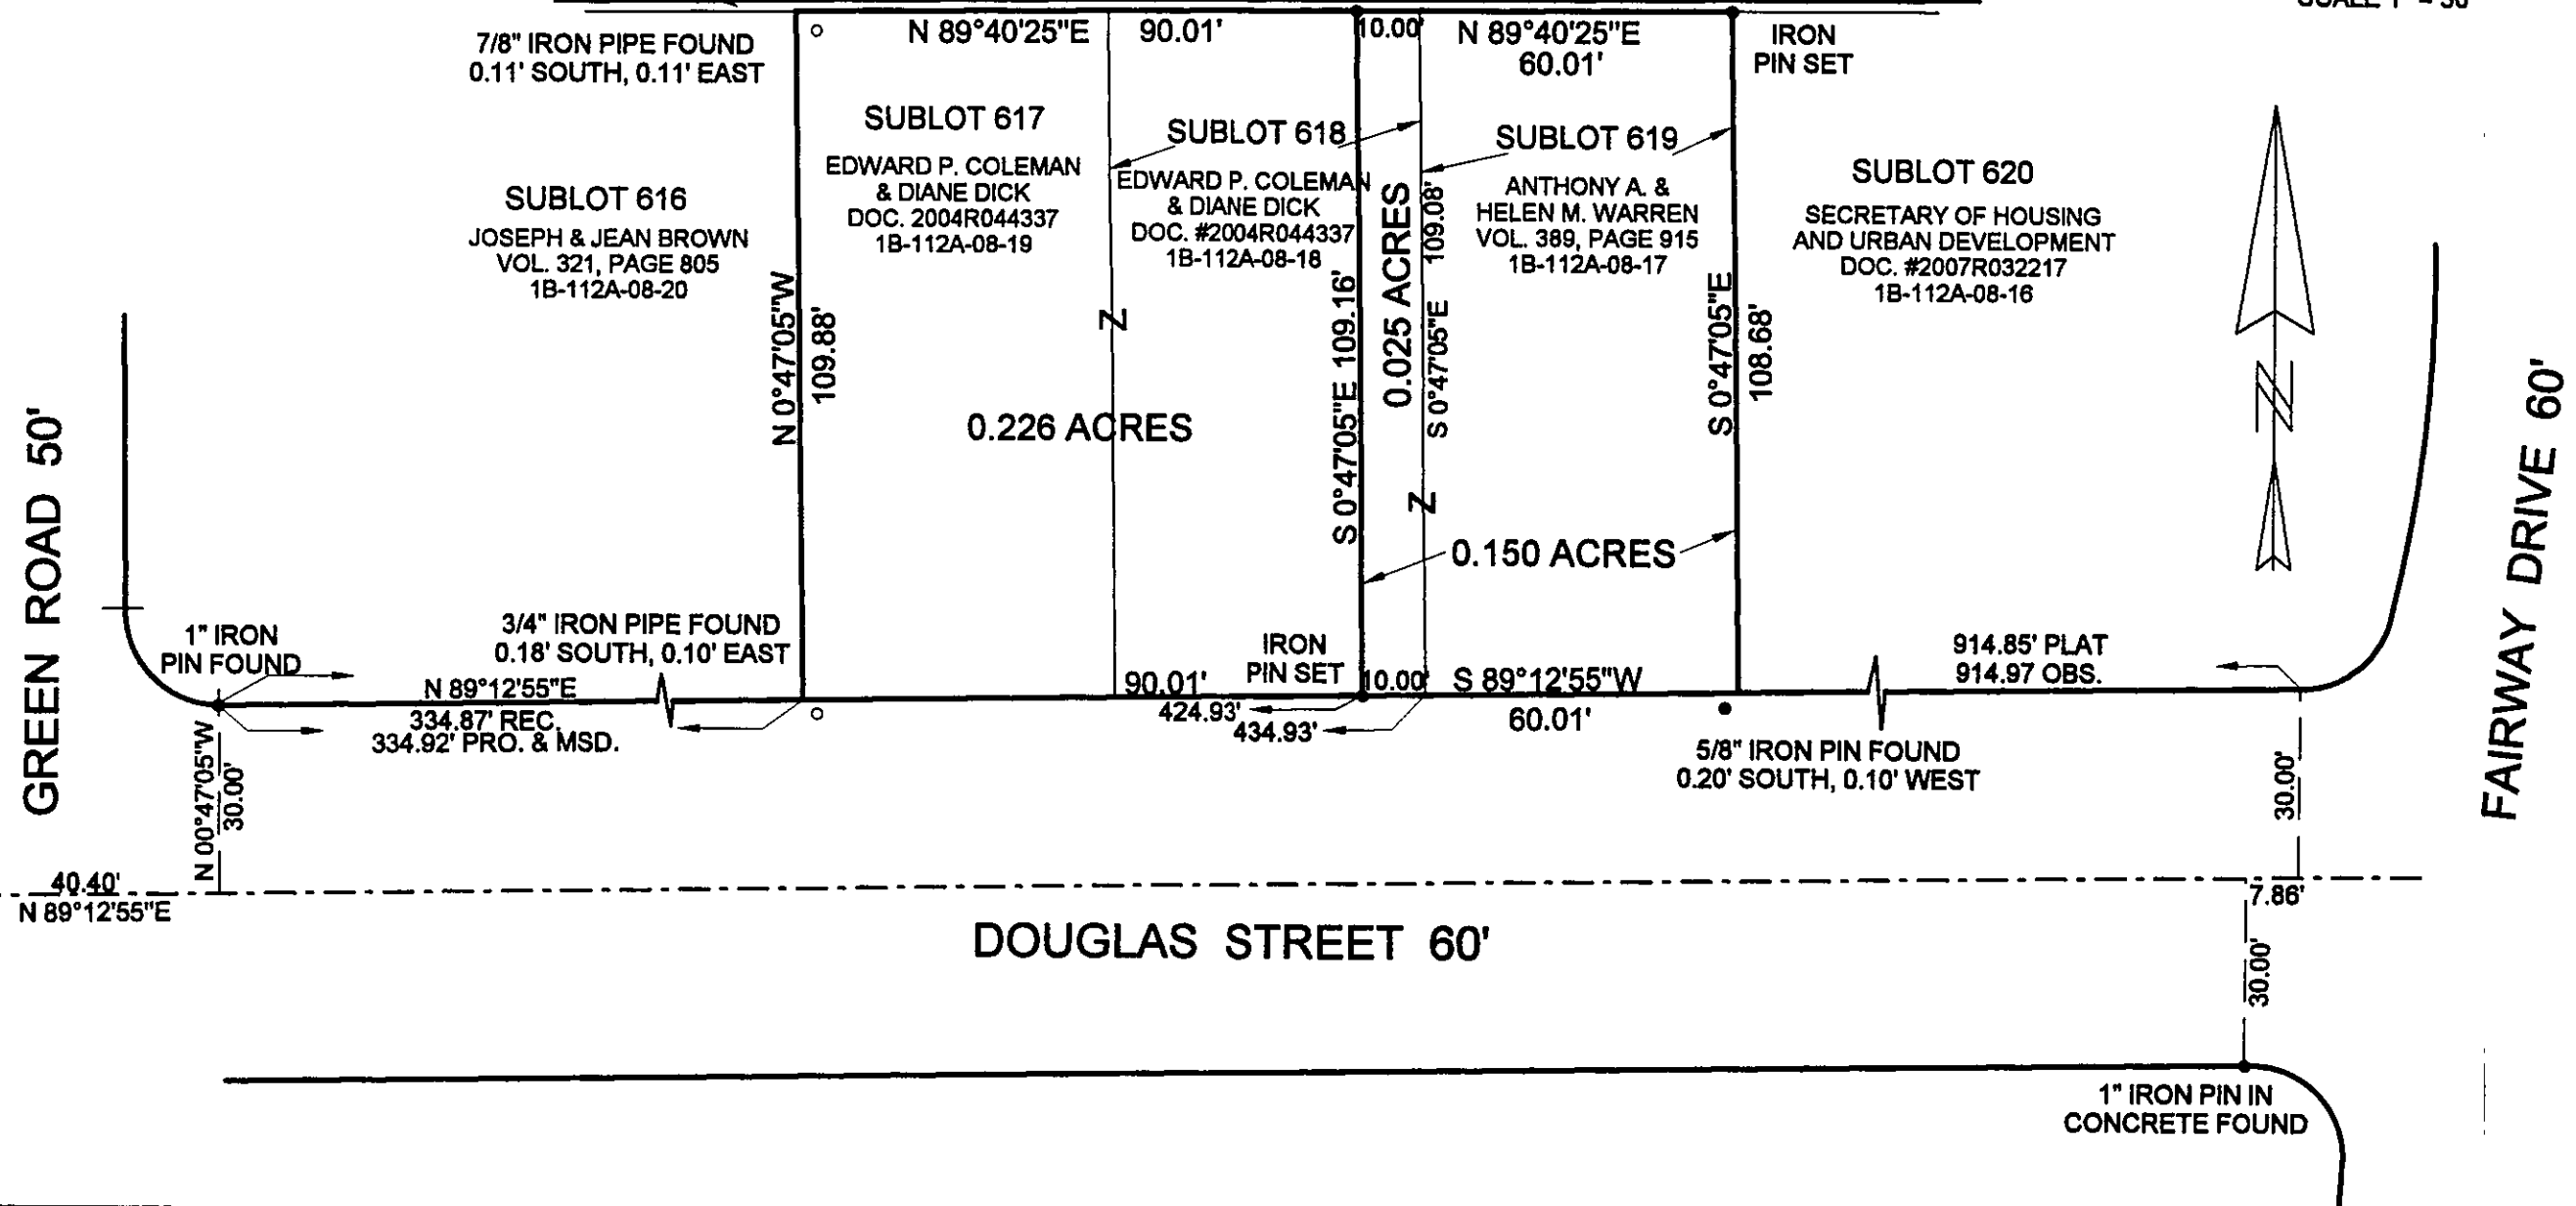 SCALE 1" = 30'
7/8" IRON PIPE FOUND
0.11' SOUTH, 0.11' EAST
N 89°40'25"E
90.01'
10.00'
N 89°40'25"E
60.01'
IRON
PIN SET
SUBLOT 616
JOSEPH & JEAN BROWN
VOL. 321, PAGE 805
1B-112A-08-20
SUBLOT 617
EDWARD P. COLEMAN
& DIANE DICK
DOC. 2004R044337
1B-112A-08-19
SUBLOT 618
EDWARD P. COLEMAN
& DIANE DICK
DOC. #2004R044337
1B-112A-08-18
SUBLOT 619
ANTHONY A. &
HELEN M. WARREN
VOL. 389, PAGE 915
1B-112A-08-17
SUBLOT 620
SECRETARY OF HOUSING
AND URBAN DEVELOPMENT
DOC. #2007R032217
1B-112A-08-16
N 0°47'05"W
109.88'
Z
S 0°47'05"E 109.16'
0.025 ACRES
S 0°47'05"E 109.08'
Z
S 0°47'05"E
108.68'
N
0.226 ACRES
0.150 ACRES
GREEN ROAD 50'
FAIRWAY DRIVE 60'
1" IRON
PIN FOUND
3/4" IRON PIPE FOUND
0.18' SOUTH, 0.10' EAST
IRON
PIN SET
914.85' PLAT
914.97 OBS.
N 89°12'55"E
334.87' REC.
334.92' PRO. & MSD.
90.01'
10.00'
S 89°12'55"W
60.01'
424.93'
434.93'
5/8" IRON PIN FOUND
0.20' SOUTH, 0.10' WEST
N 00°47'05"W
30.00'
30.00'
40.40'
N 89°12'55"E
7.86'
DOUGLAS STREET 60'
30.00'
1" IRON PIN IN
CONCRETE FOUND